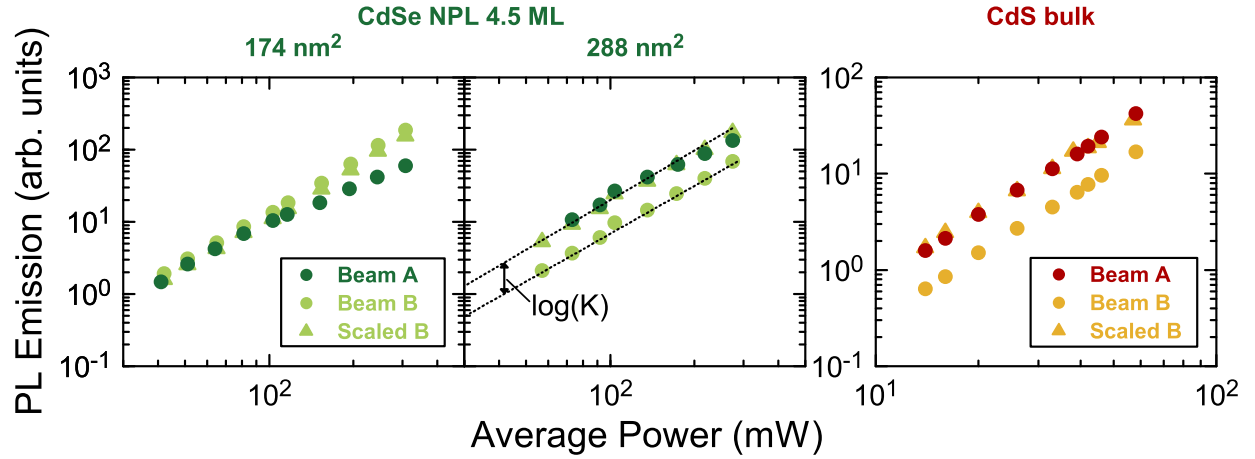 CdSe NPL 4.5 ML
CdS bulk
174 nm²
288 nm²
PL Emission (arb. units)
10³
10²
10¹
10⁰
10⁻¹
10²
Beam A
Beam B
Scaled B
log(K)
10²
10²
10¹
10⁰
10⁻¹
10¹
10²
Beam A
Beam B
Scaled B
Average Power (mW)